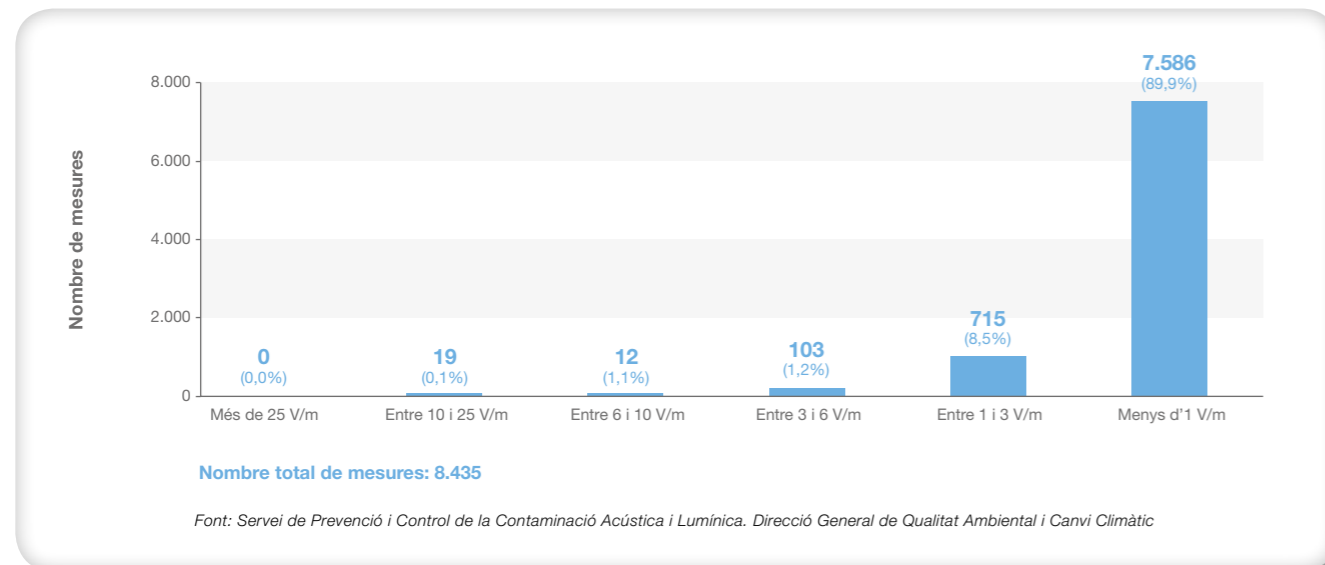 Nombre de mesures
8.000
6.000
4.000
2.000
0
0
(0,0%)
19
(0,1%)
12
(1,1%)
103
(1,2%)
715
(8,5%)
7.586
(89,9%)
Més de 25 V/m
Entre 10 i 25 V/m
Entre 6 i 10 V/m
Entre 3 i 6 V/m
Entre 1 i 3 V/m
Menys d'1 V/m
Nombre total de mesures: 8.435
Font: Servei de Prevenció i Control de la Contaminació Acústica i Lumínica. Direcció General de Qualitat Ambiental i Canvi Climàtic